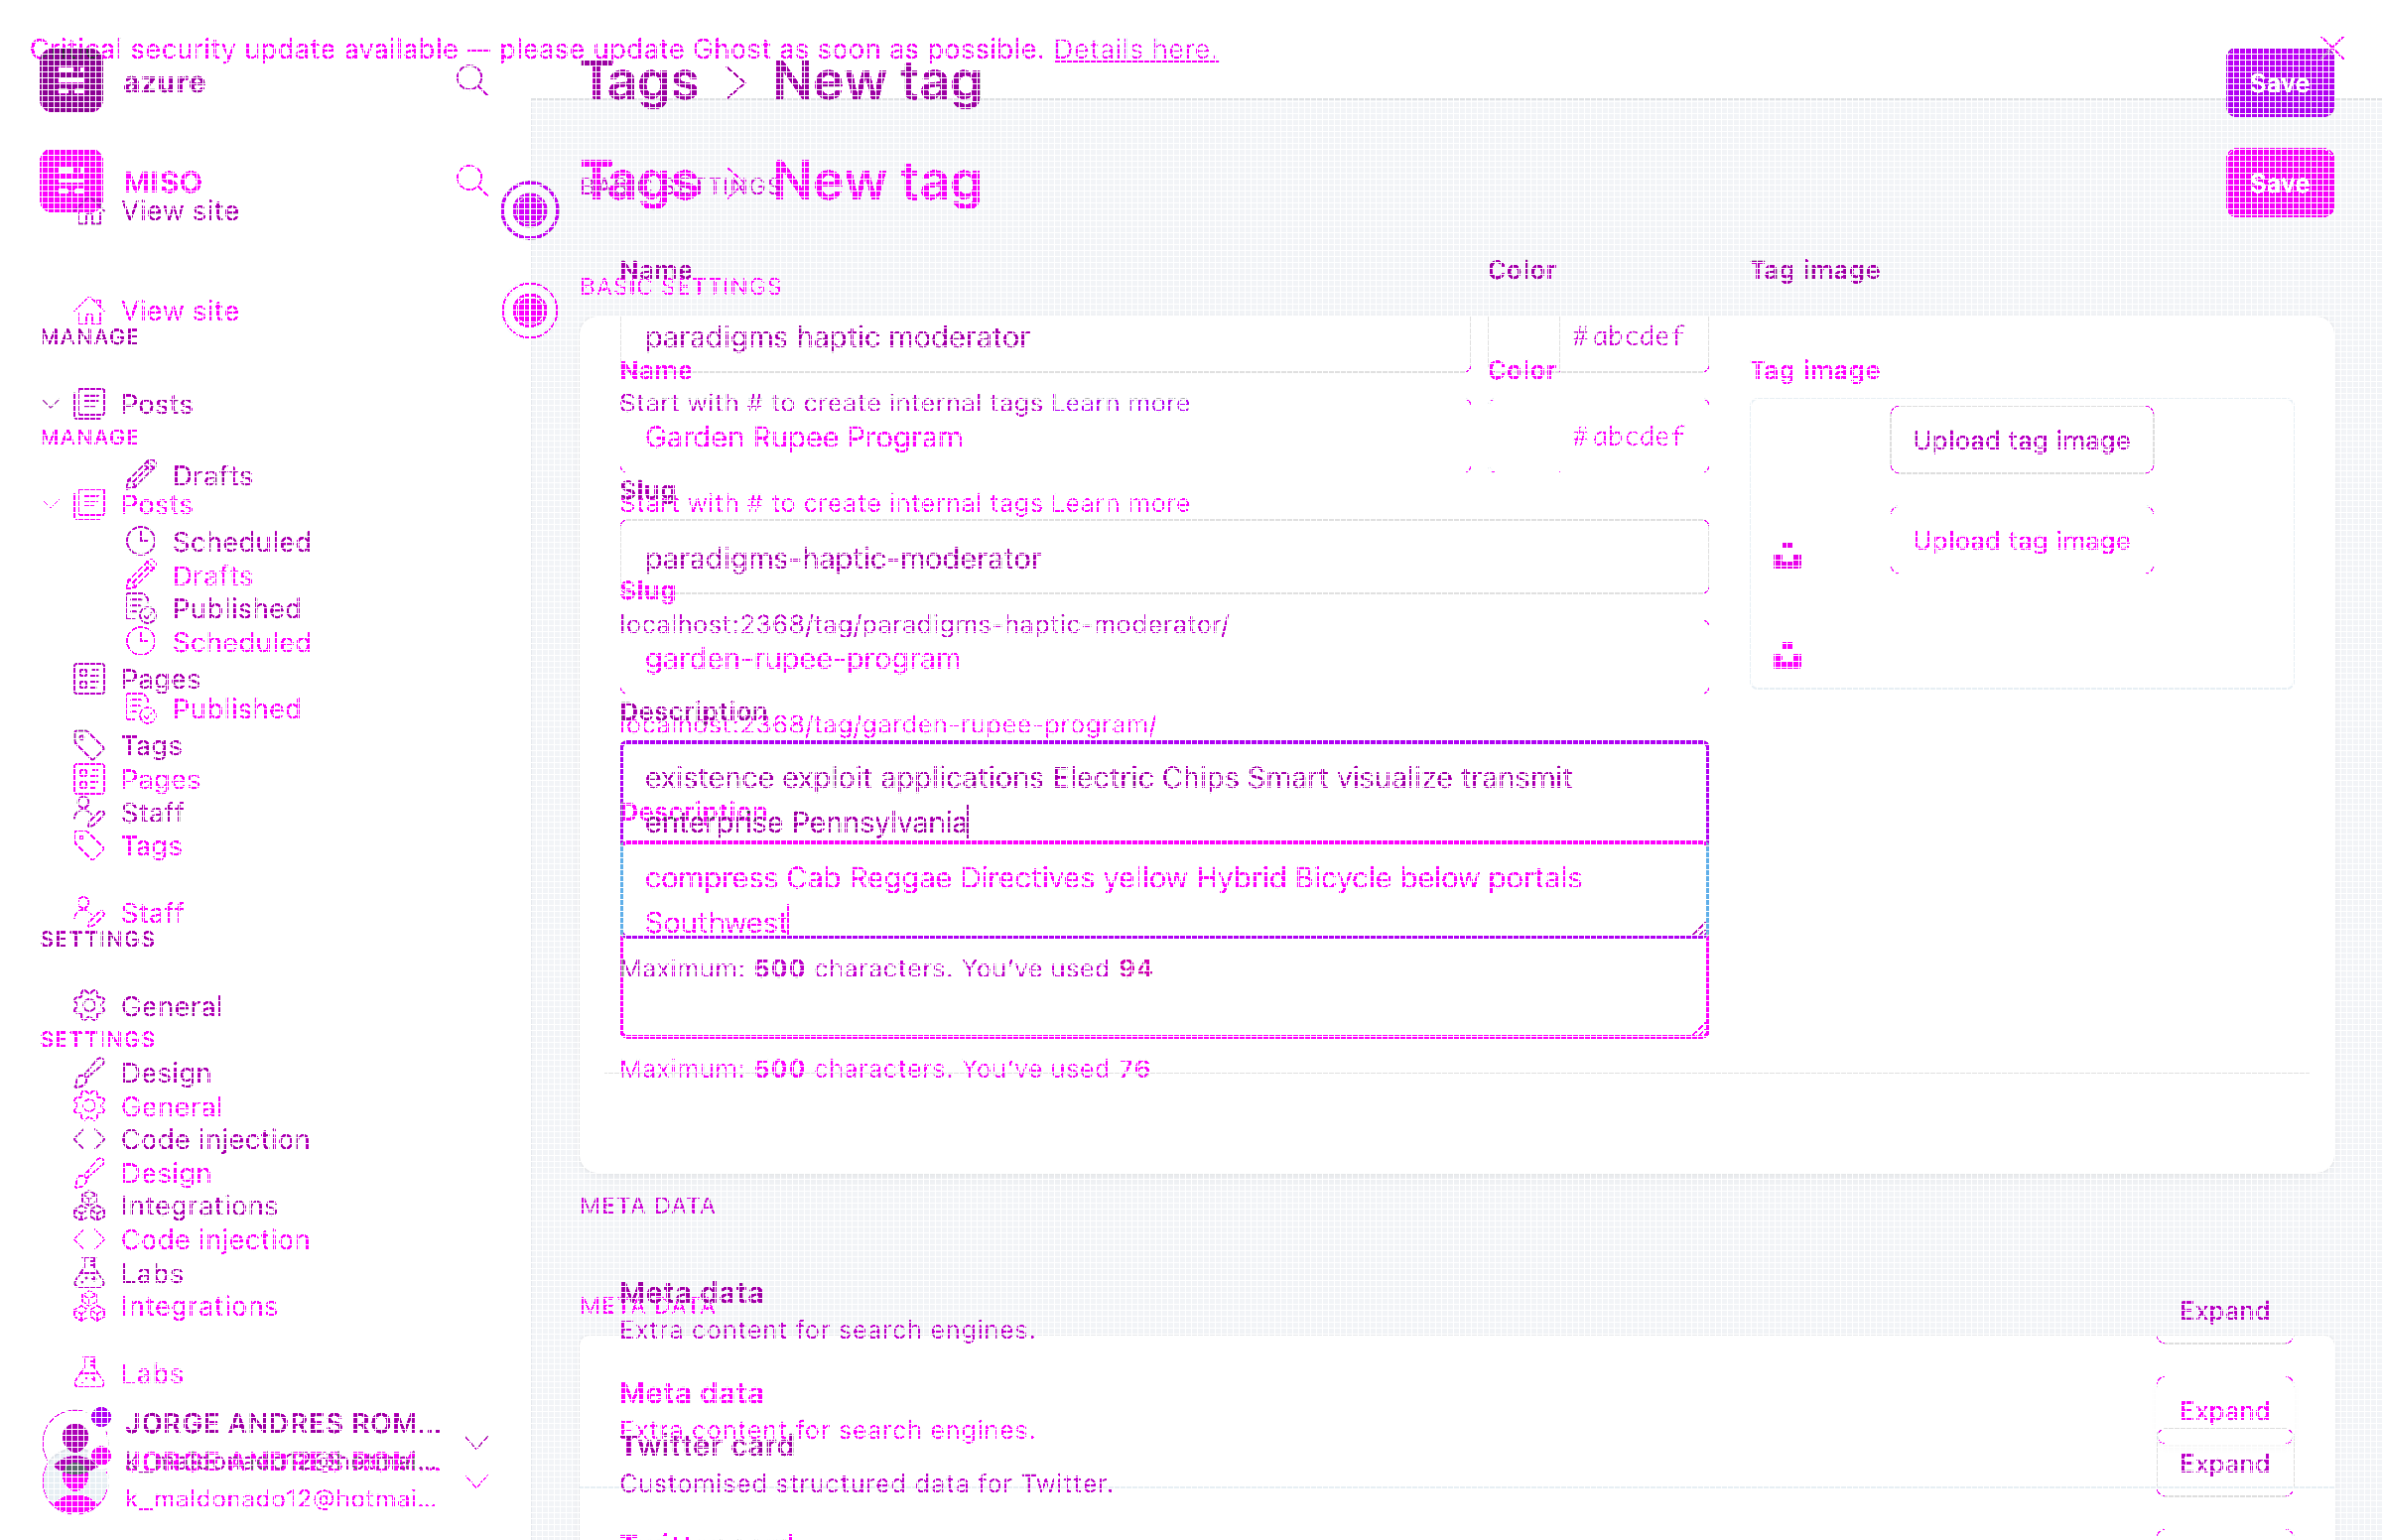 Critical security update available — please update Ghost as soon as possible. Details here.
azure
Tags > New tag
Save
MISO
Tags > New tag
Save
BASIC SETTINGS
View site
Name
Color
Tag image
BASIC SETTINGS
View site
MANAGE
paradigms haptic moderator
#abcdef
Name
Color
Tag image
Posts
Start with # to create internal tags Learn more
MANAGE
Garden Rupee Program
#abcdef
Upload tag image
Drafts
Slug
Posts
Start with # to create internal tags Learn more
Scheduled
Upload tag image
paradigms-haptic-moderator
Drafts
Slug
Published
localhost:2368/tag/paradigms-haptic-moderator/
Scheduled
garden-rupee-program
Pages
Published
Description
localhost:2368/tag/garden-rupee-program/
Tags
Pages
existence exploit applications Electric Chips Smart visualize transmit
Staff
Description
enterprise Pennsylvania
Tags
compress Cab Reggae Directives yellow Hybrid Bicycle below portals
Staff
Southwest
SETTINGS
Maximum: 500 characters. You’ve used 94
General
SETTINGS
Design
Maximum: 500 characters. You’ve used 76
General
Code injection
Design
Integrations
META DATA
Code injection
Labs
Meta data
Integrations
META DATA
Expand
Extra content for search engines.
Labs
Meta data
Expand
JORGE ANDRES ROM...
Extra content for search engines.
Twitter card
JORGE ANDRES ROM...
Expand
Customised structured data for Twitter.
k_maldonado12@hotmai...